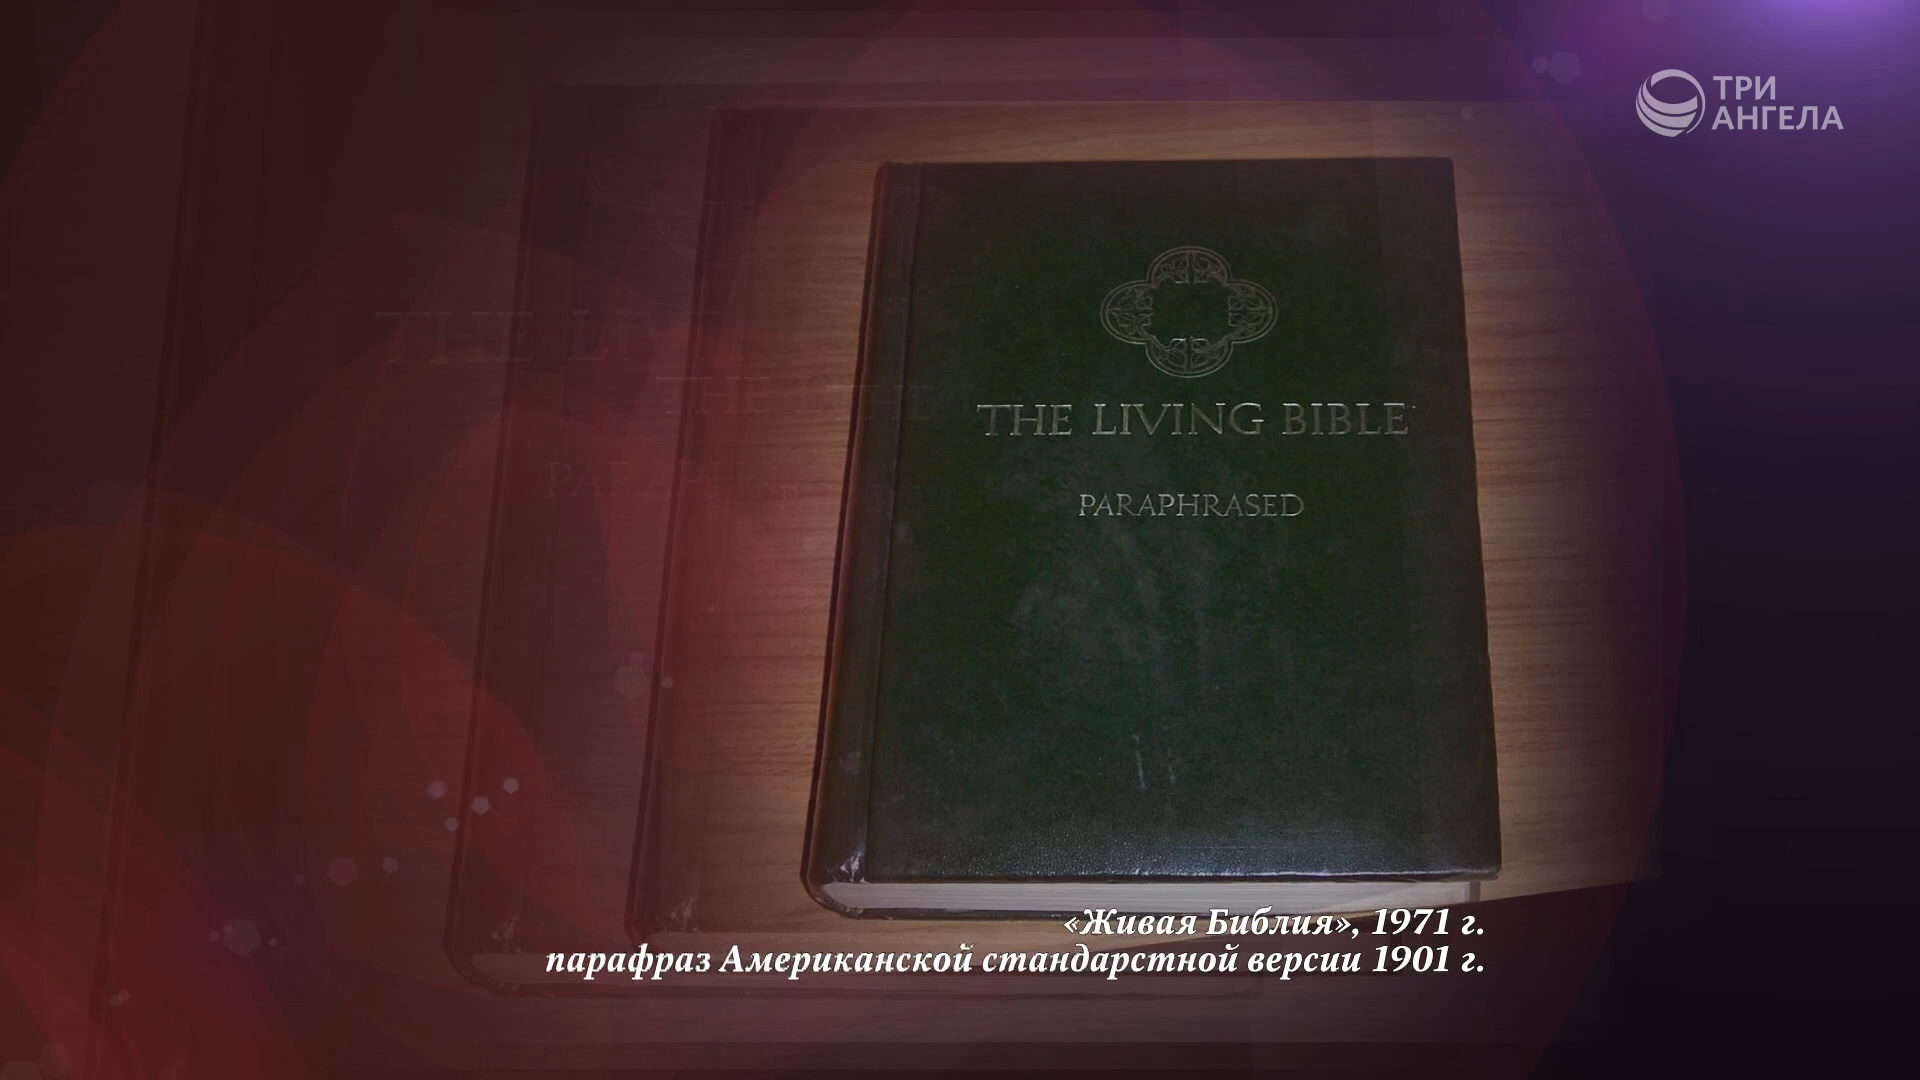 ТРИ
АНГЕЛА
THE LIVING BIBLE
PARAPHRASED
«Живая Библия», 1971 г.
парафраз Американской стандарстной версии 1901 г.